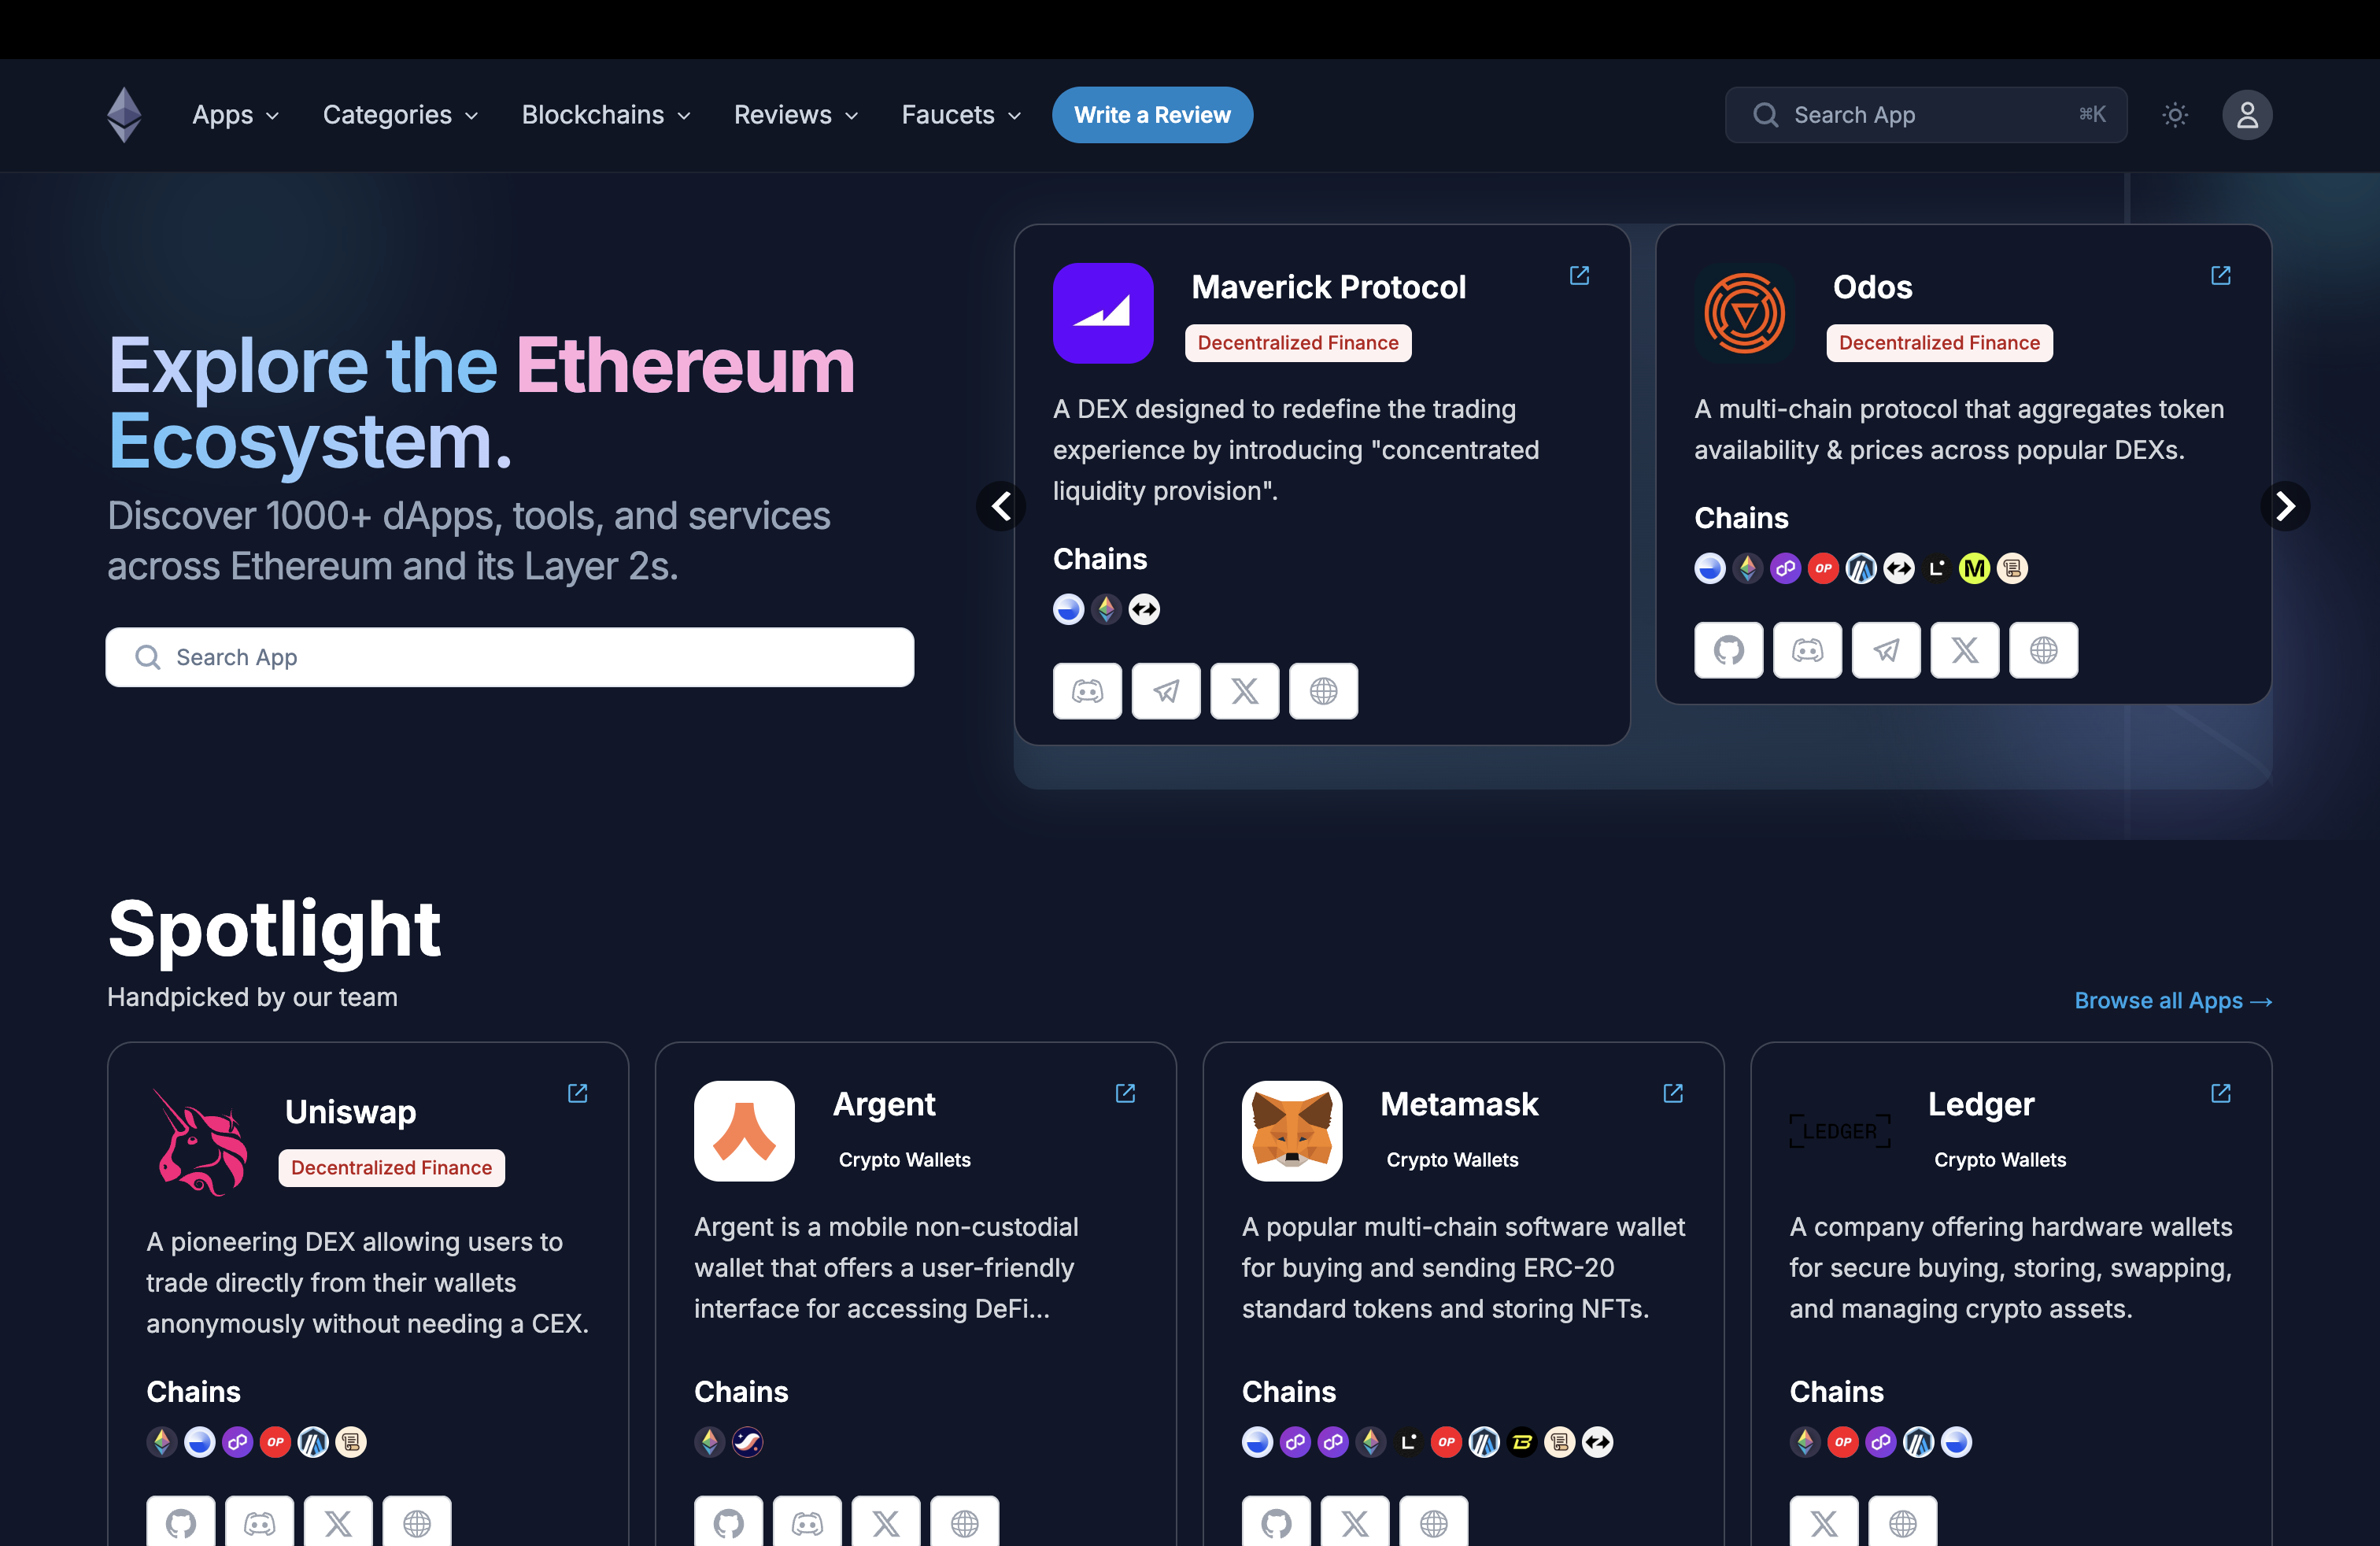 Apps
Categories
Blockchains
Reviews
Faucets
Write a Review
Search App
⌘K
Explore the Ethereum
Ecosystem.
Discover 1000+ dApps, tools, and services
across Ethereum and its Layer 2s.
Search App
Maverick Protocol
Decentralized Finance
A DEX designed to redefine the trading
experience by introducing "concentrated
liquidity provision".
Chains
Odos
Decentralized Finance
A multi-chain protocol that aggregates token
availability & prices across popular DEXs.
Chains
OP
L
M
Spotlight
Handpicked by our team
Browse all Apps →
Uniswap
Decentralized Finance
A pioneering DEX allowing users to
trade directly from their wallets
anonymously without needing a CEX.
Chains
OP
Argent
Crypto Wallets
Argent is a mobile non-custodial
wallet that offers a user-friendly
interface for accessing DeFi...
Chains
Metamask
Crypto Wallets
A popular multi-chain software wallet
for buying and sending ERC-20
standard tokens and storing NFTs.
Chains
L
OP
B
LEDGER
Ledger
Crypto Wallets
A company offering hardware wallets
for secure buying, storing, swapping,
and managing crypto assets.
Chains
OP